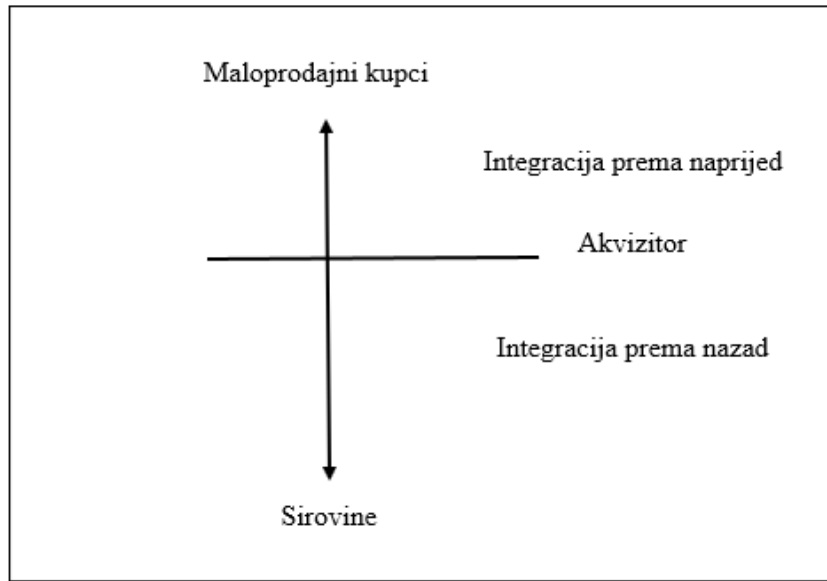 Maloprodajni kupci
Integracija prema naprijed
Akvizitor
Integracija prema nazad
Sirovine